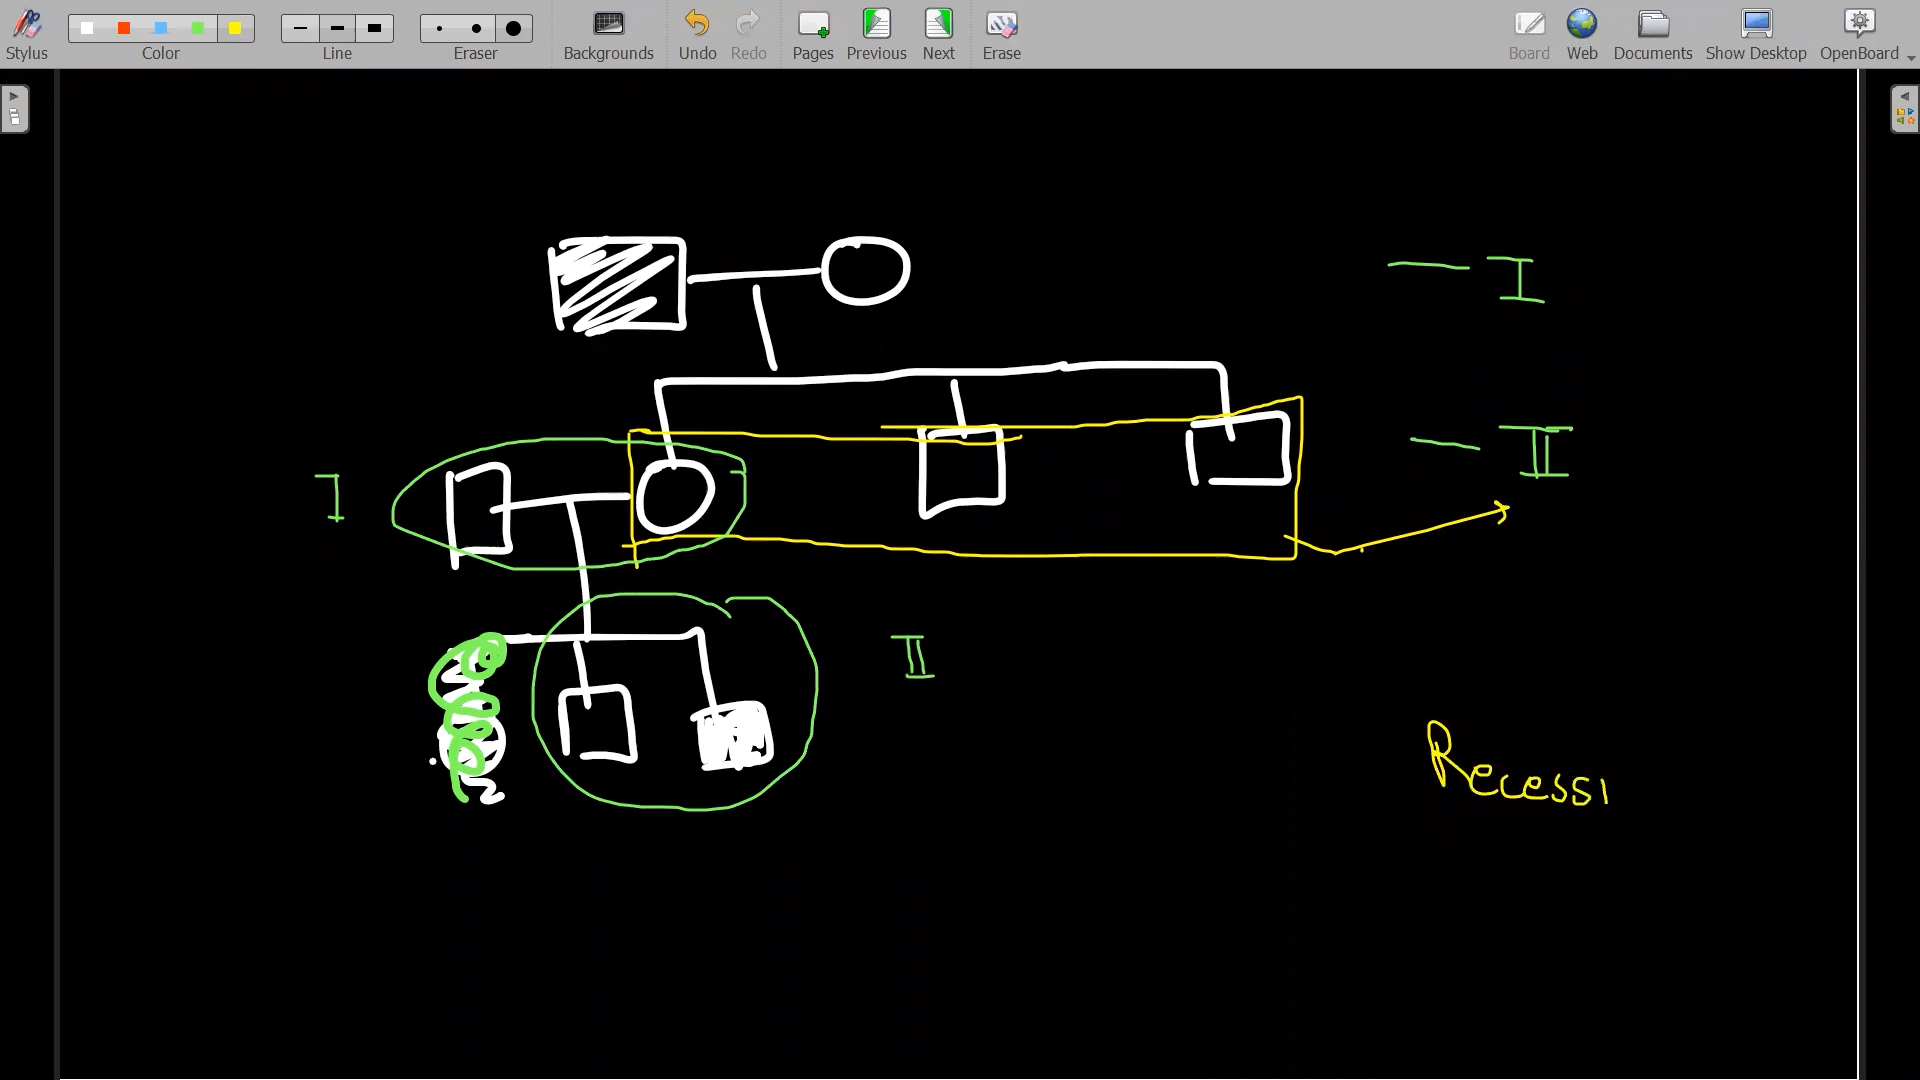 Stylus Color Line Eraser Backgrounds Undo Redo Pages Previous Next Erase Board Web Documents Show Desktop OpenBoard
I
II
I
II
Recessi